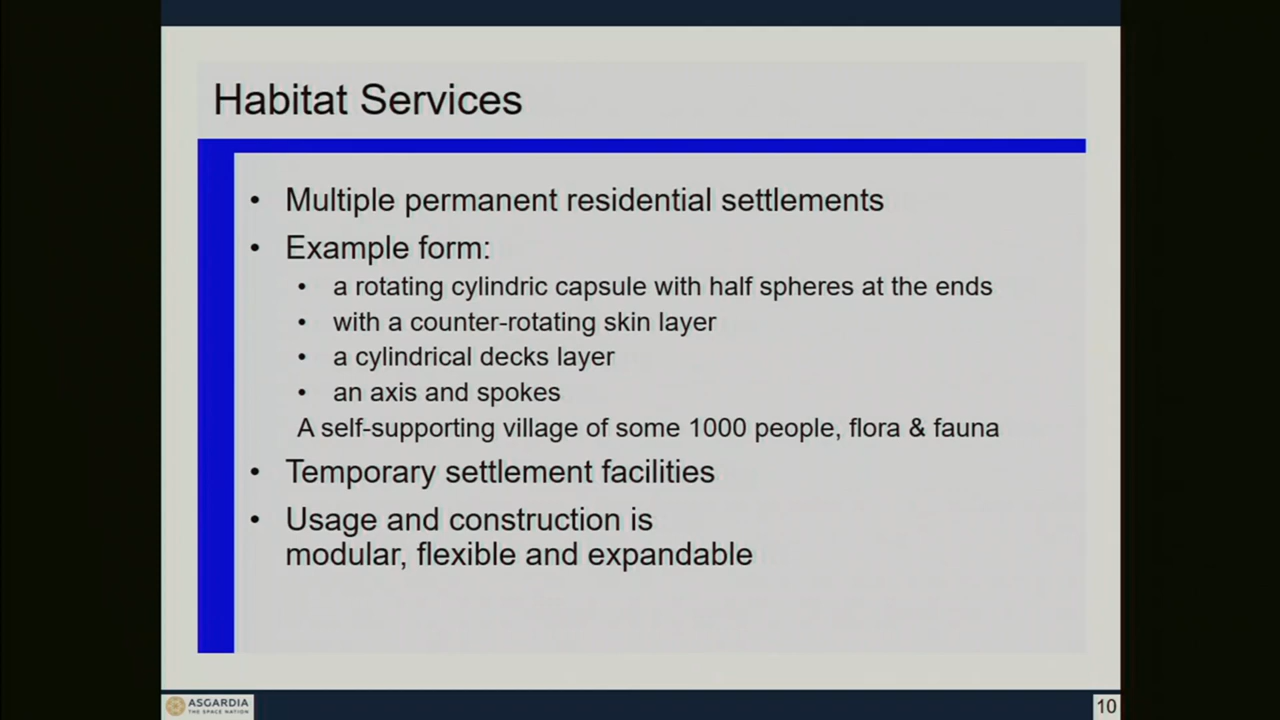 Habitat Services
• Multiple permanent residential settlements
• Example form:
• a rotating cylindric capsule with half spheres at the ends
• with a counter-rotating skin layer
• a cylindrical decks layer
• an axis and spokes
A self-supporting village of some 1000 people, flora & fauna
• Temporary settlement facilities
• Usage and construction is
modular, flexible and expandable
ASGARDIA
THE SPACE NATION
10